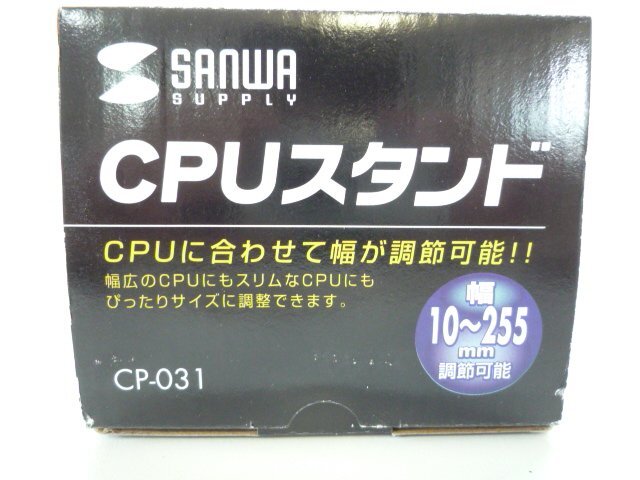 SANWA
SUPPLY
CPUスタンド
CPUに合わせて幅が調節可能!!
幅広のCPUにもスリムなCPUにも
ぴったりサイズに調整できます。
幅
10〜255
mm
調節可能
CP-031